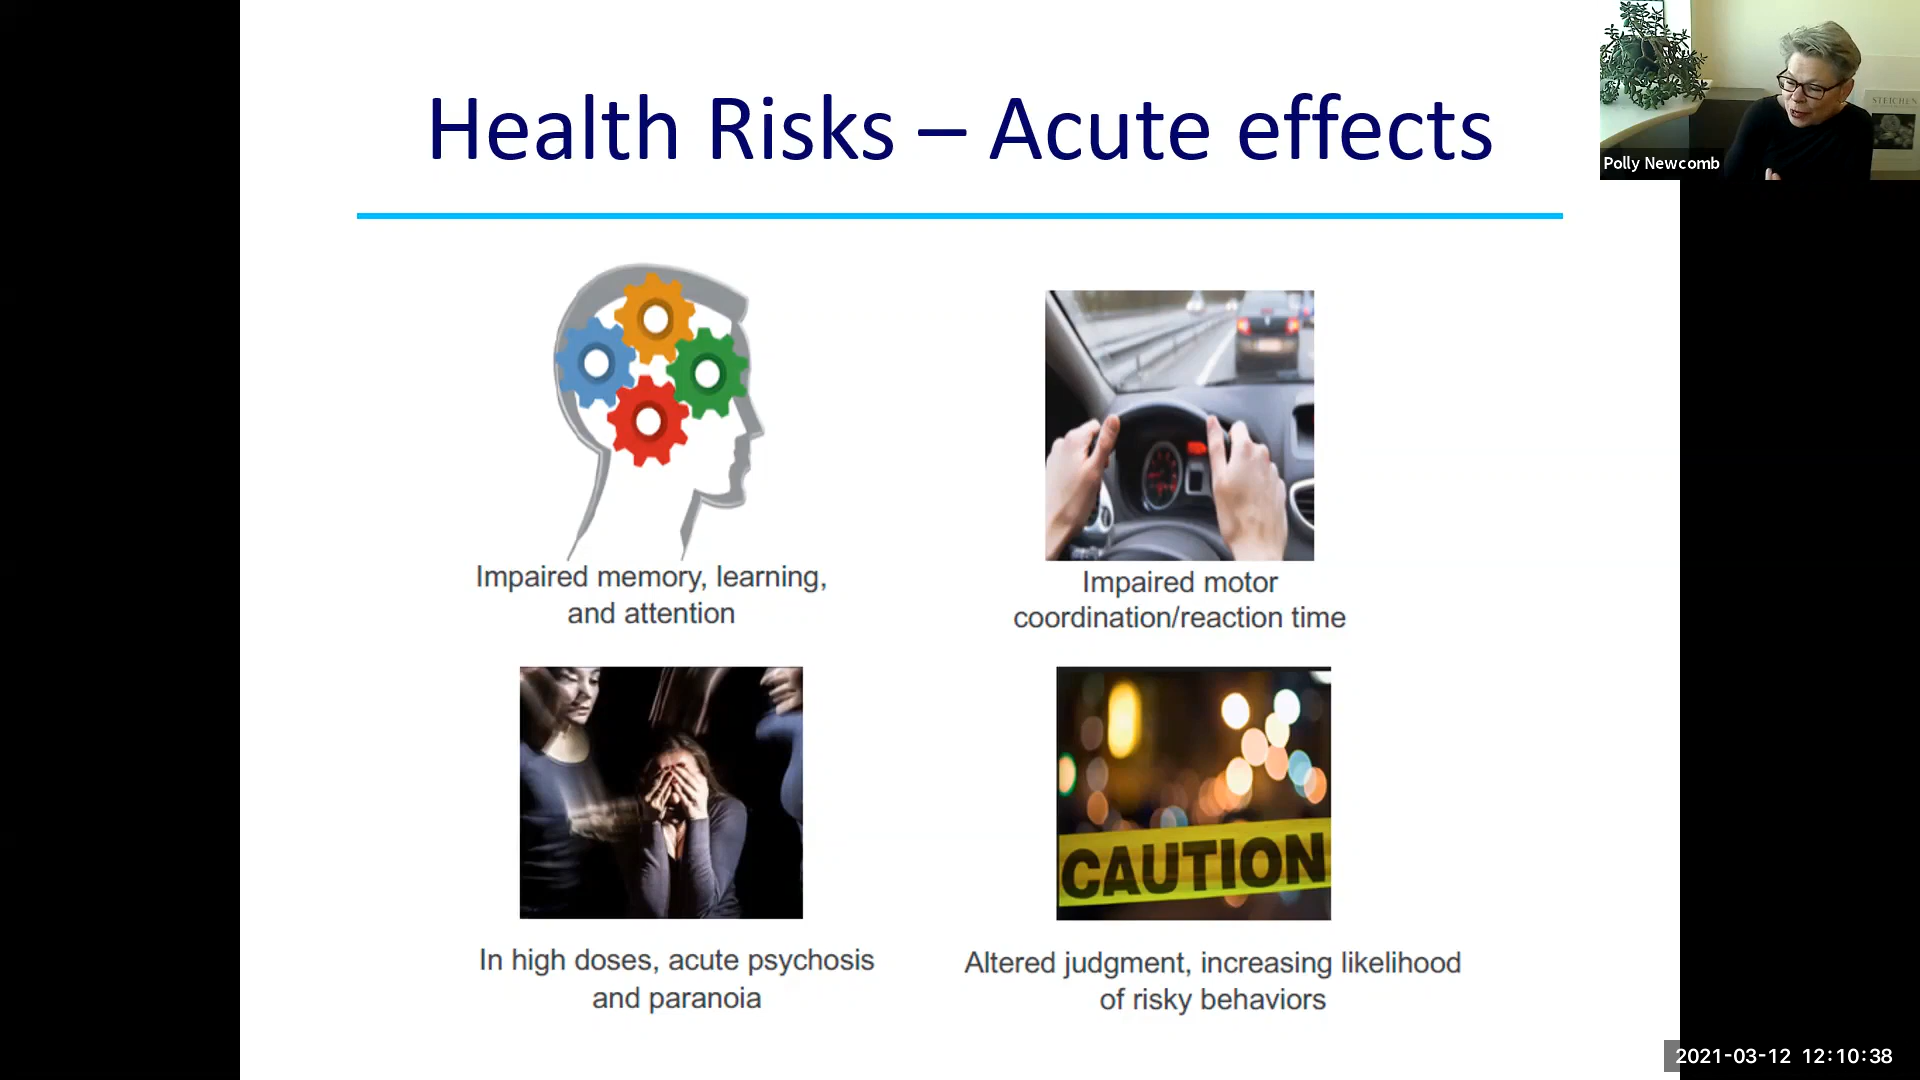 Health Risks – Acute effects
STEICHEN
Polly Newcomb
Impaired memory, learning,
and attention
Impaired motor
coordination/reaction time
CAUTION
In high doses, acute psychosis
and paranoia
Altered judgment, increasing likelihood
of risky behaviors
2021-03-12 12:10:38